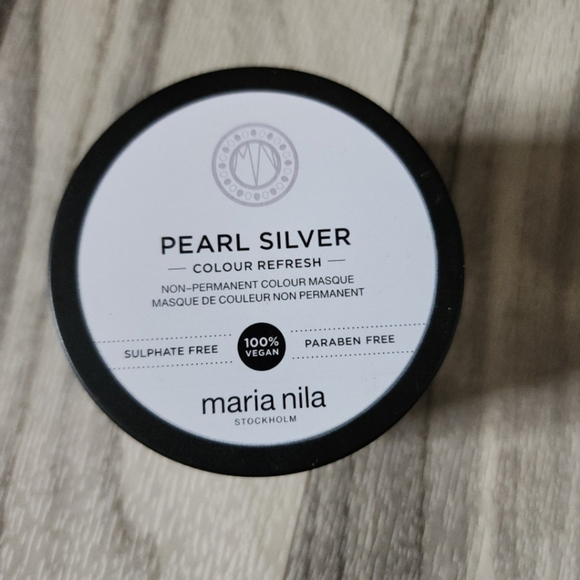 MN
PEARL SILVER
COLOUR REFRESH
NON-PERMANENT COLOUR MASQUE
MASQUE DE COULEUR NON PERMANENT
SULPHATE FREE
100%
VEGAN
PARABEN FREE
maria nila
STOCKHOLM